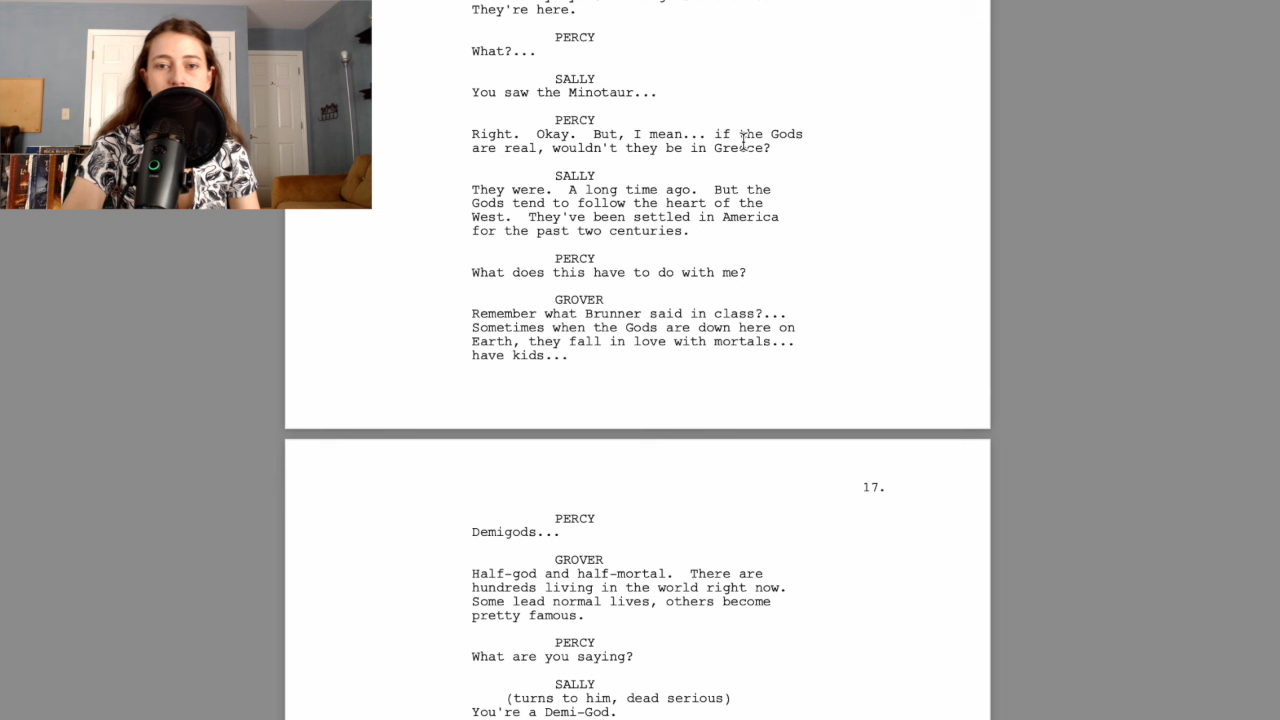 They're here.
PERCY
What?...
SALLY
You saw the Minotaur...
PERCY
Right. Okay. But, I mean... if the Gods
are real, wouldn't they be in Greece?
SALLY
They were. A long time ago. But the
Gods tend to follow the heart of the
West. They've been settled in America
for the past two centuries.
PERCY
What does this have to do with me?
GROVER
Remember what Brunner said in class?...
Sometimes when the Gods are down here on
Earth, they fall in love with mortals...
have kids...
17.
PERCY
Demigods...
GROVER
Half-god and half-mortal. There are
hundreds living in the world right now.
Some lead normal lives, others become
pretty famous.
PERCY
What are you saying?
SALLY
(turns to him, dead serious)
You're a Demi-God.